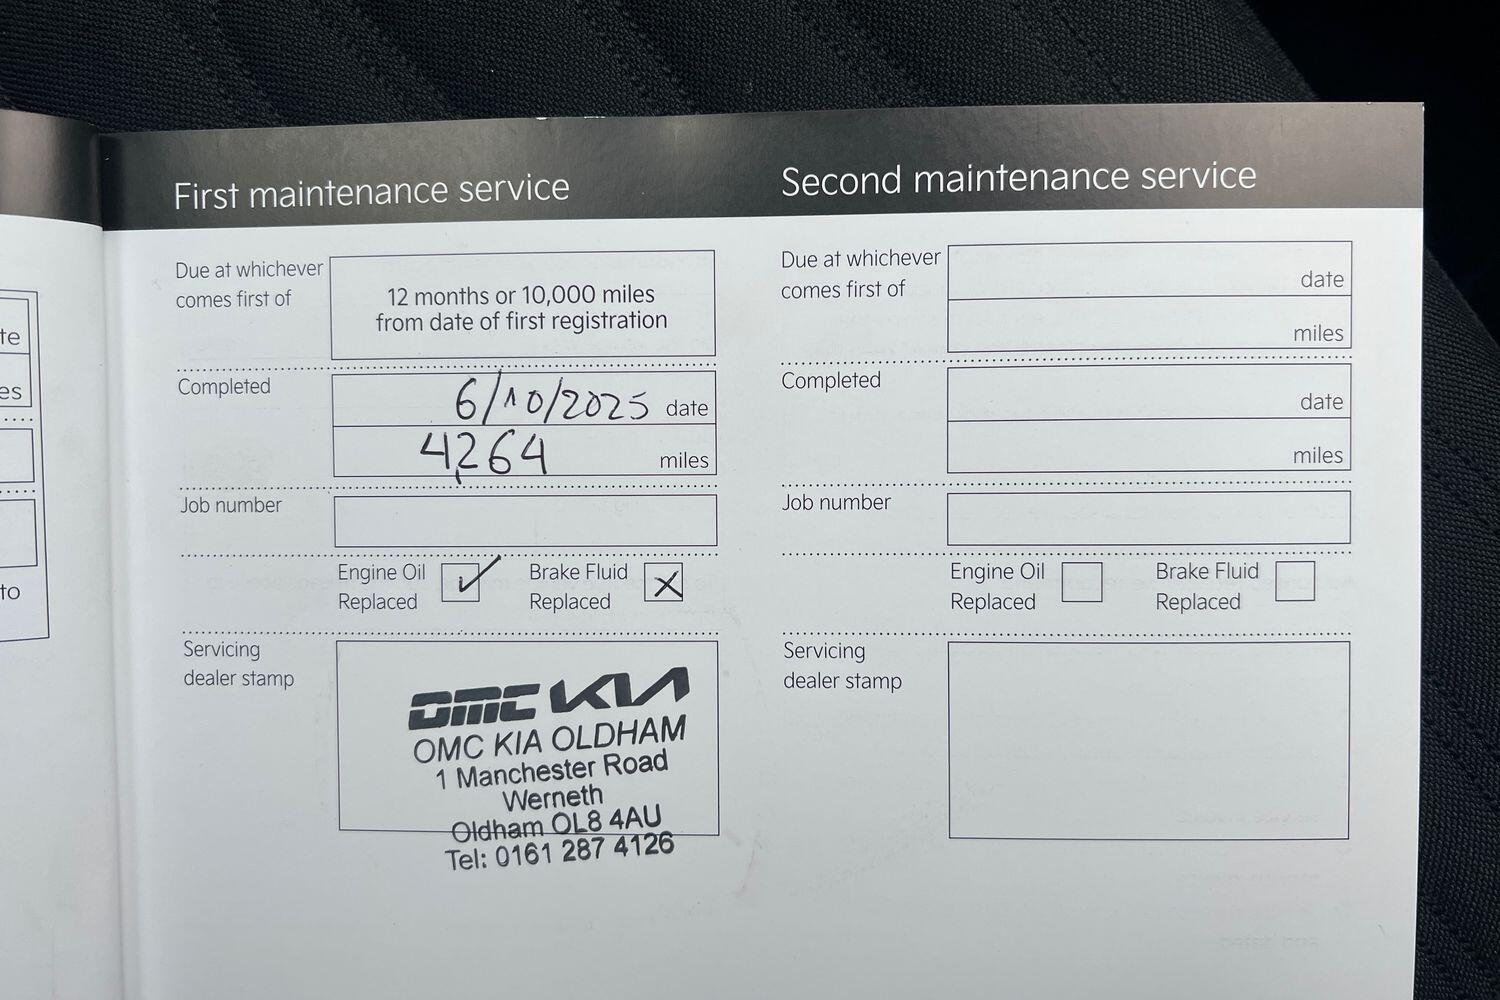 First maintenance service
Due at whichever
comes first of
12 months or 10,000 miles
from date of first registration
Completed
6/10/2025 date
4,264 miles
Job number
Engine Oil
Replaced
Brake Fluid
Replaced
Servicing
dealer stamp
OMC KIA
OMC KIA OLDHAM
1 Manchester Road
Werneth
Oldham OL8 4AU
Tel: 0161 287 4126
Second maintenance service
Due at whichever
comes first of
date
miles
Completed
date
miles
Job number
Engine Oil
Replaced
Brake Fluid
Replaced
Servicing
dealer stamp
to